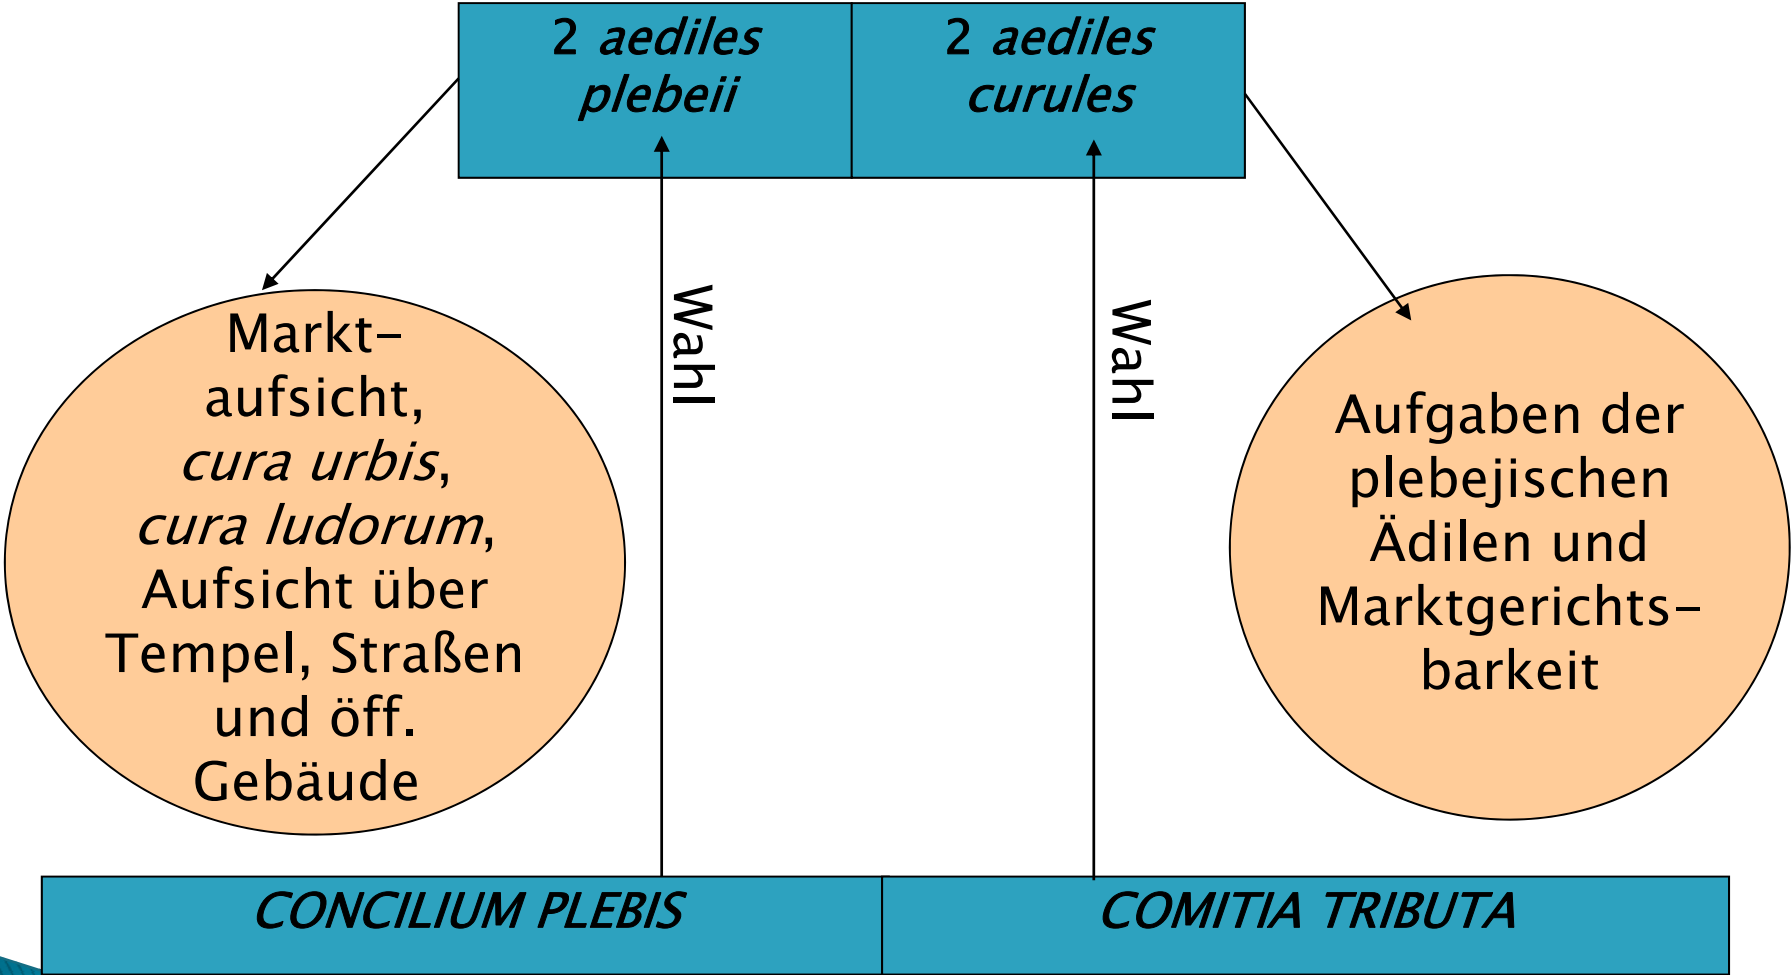 2 aediles
plebeii
2 aediles
curules
Wahl
Wahl
Markt-
aufsicht,
cura urbis,
cura ludorum,
Aufsicht über
Tempel, Straßen
und öff.
Gebäude
Aufgaben der
plebejischen
Ädilen und
Marktgerichts-
barkeit
CONCILIUM PLEBIS
COMITIA TRIBUTA